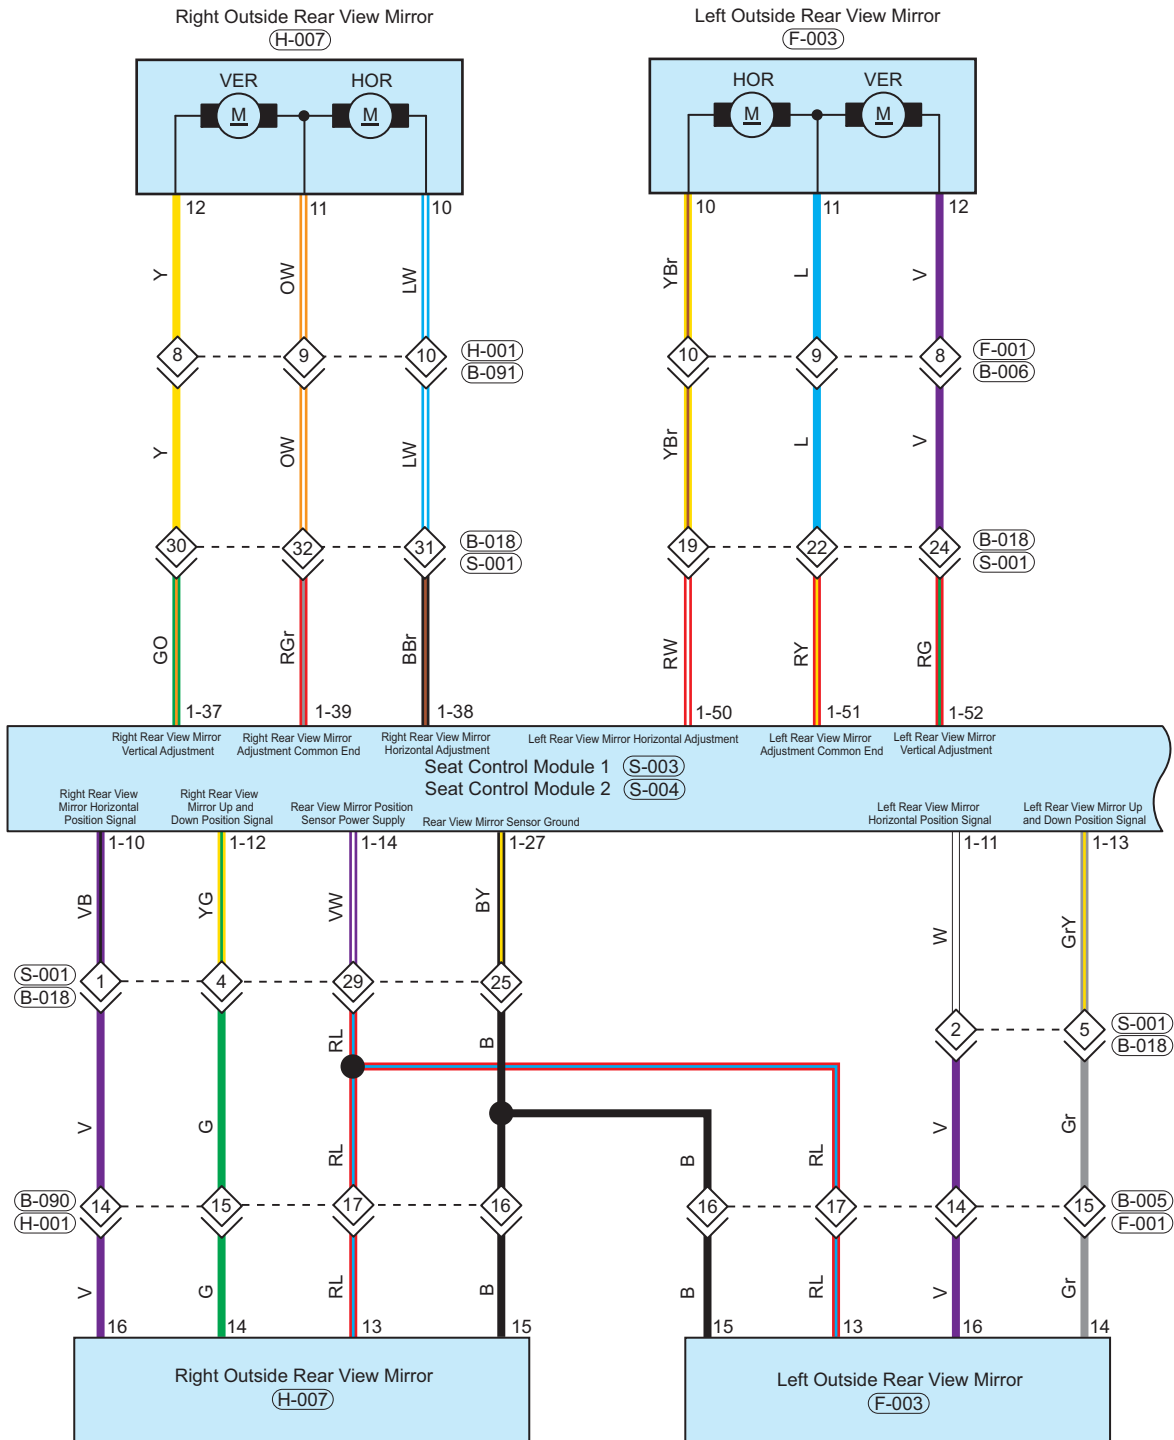 Right Outside Rear View Mirror
H-007
Left Outside Rear View Mirror
F-003
VER
HOR
HOR
VER
M
M
M
M
12
11
10
10
11
12
Y
OW
LW
YBr
L
V
8
9
10
H-001
B-091
10
9
8
F-001
B-006
Y
OW
LW
YBr
L
V
30
32
31
B-018
S-001
19
22
24
B-018
S-001
GO
RGr
BBr
RW
RY
RG
1-37
1-39
1-38
1-50
1-51
1-52
Right Rear View Mirror
Vertical Adjustment
Right Rear View Mirror
Adjustment Common End
Right Rear View Mirror
Horizontal Adjustment
Left Rear View Mirror Horizontal Adjustment
Left Rear View Mirror
Adjustment Common End
Left Rear View Mirror
Vertical Adjustment
Seat Control Module 1
S-003
Seat Control Module 2
S-004
Right Rear View
Mirror Horizontal
Position Signal
Right Rear View
Mirror Up and
Down Position Signal
Rear View Mirror Position
Sensor Power Supply
Rear View Mirror Sensor Ground
Left Rear View Mirror
Horizontal Position Signal
Left Rear View Mirror Up
and Down Position Signal
1-10
1-12
1-14
1-27
1-11
1-13
VB
YG
VW
BY
W
GrY
S-001
B-018
1
4
29
25
2
5
S-001
B-018
RL
B
V
G
RL
B
RL
V
Gr
B-090
H-001
14
15
17
16
16
17
14
15
B-005
F-001
V
G
RL
B
B
RL
V
Gr
16
14
13
15
15
13
16
14
Right Outside Rear View Mirror
H-007
Left Outside Rear View Mirror
F-003